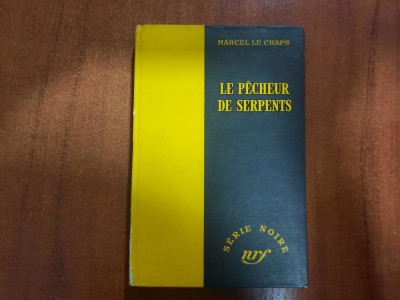 MARCEL LE CHAPS
LE PÊCHEUR
DE SERPENTS
SÉRIE NOIRE
nrf